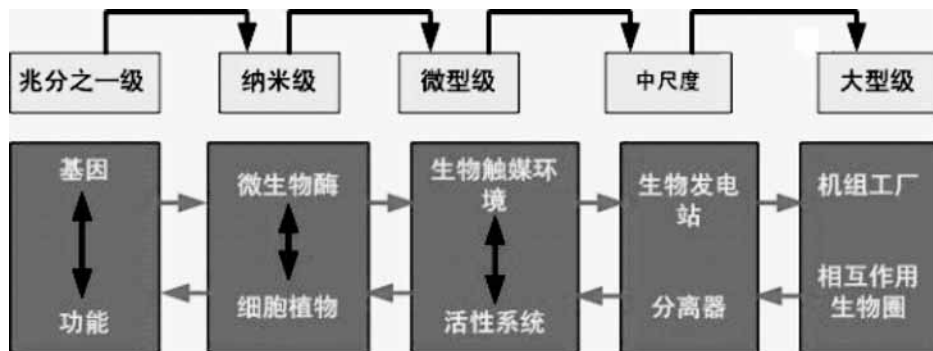 兆分之一级
纳米级
微型级
中尺度
大型级
基因
功能
微生物酶
细胞植物
生物触媒环
境
活性系统
生物发电
站
分离器
机组工厂
相互作用
生物圈